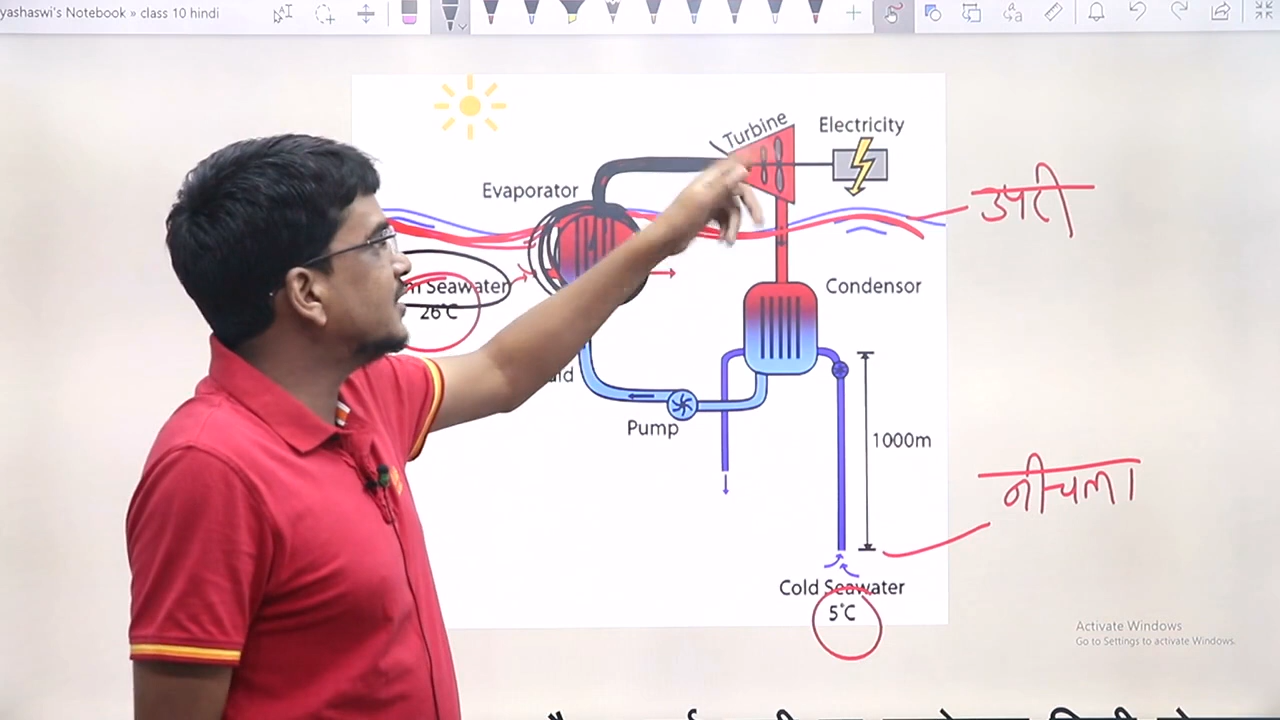 yashaswi's Notebook » class 10 hindi
Turbine
Electricity
Evaporator
उपरी
Seawater
26°C
Condensor
Pump
1000m
नीचला
Cold Seawater
5°C
Activate Windows
Go to Settings to activate Windows.